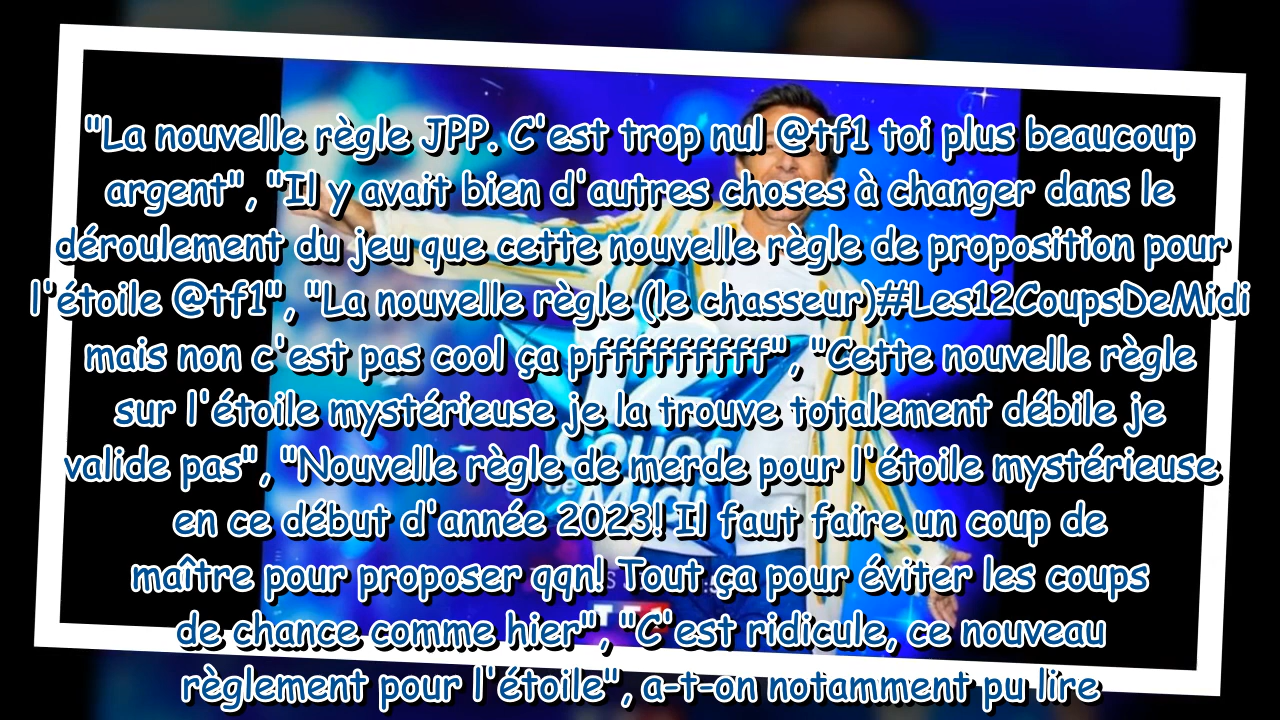 "La nouvelle règle JPP. C'est trop nul @tf1 toi plus beaucoup
argent", "Il y avait bien d'autres choses à changer dans le
déroulement du jeu que cette nouvelle règle de proposition pour
l'étoile @tf1", "La nouvelle règle (le chasseur)#Les12CoupsDeMidi
mais non c'est pas cool ça pfffffffff", "Cette nouvelle règle
sur l'étoile mystérieuse je la trouve totalement débile je
valide pas", "Nouvelle règle de merde pour l'étoile mystérieuse
en ce début d'année 2023! Il faut faire un coup de
maître pour proposer qqn! Tout ça pour éviter les coups
de chance comme hier", "C'est ridicule, ce nouveau
règlement pour l'étoile", a-t-on notamment pu lire
12
Coups
de Midi
TF1